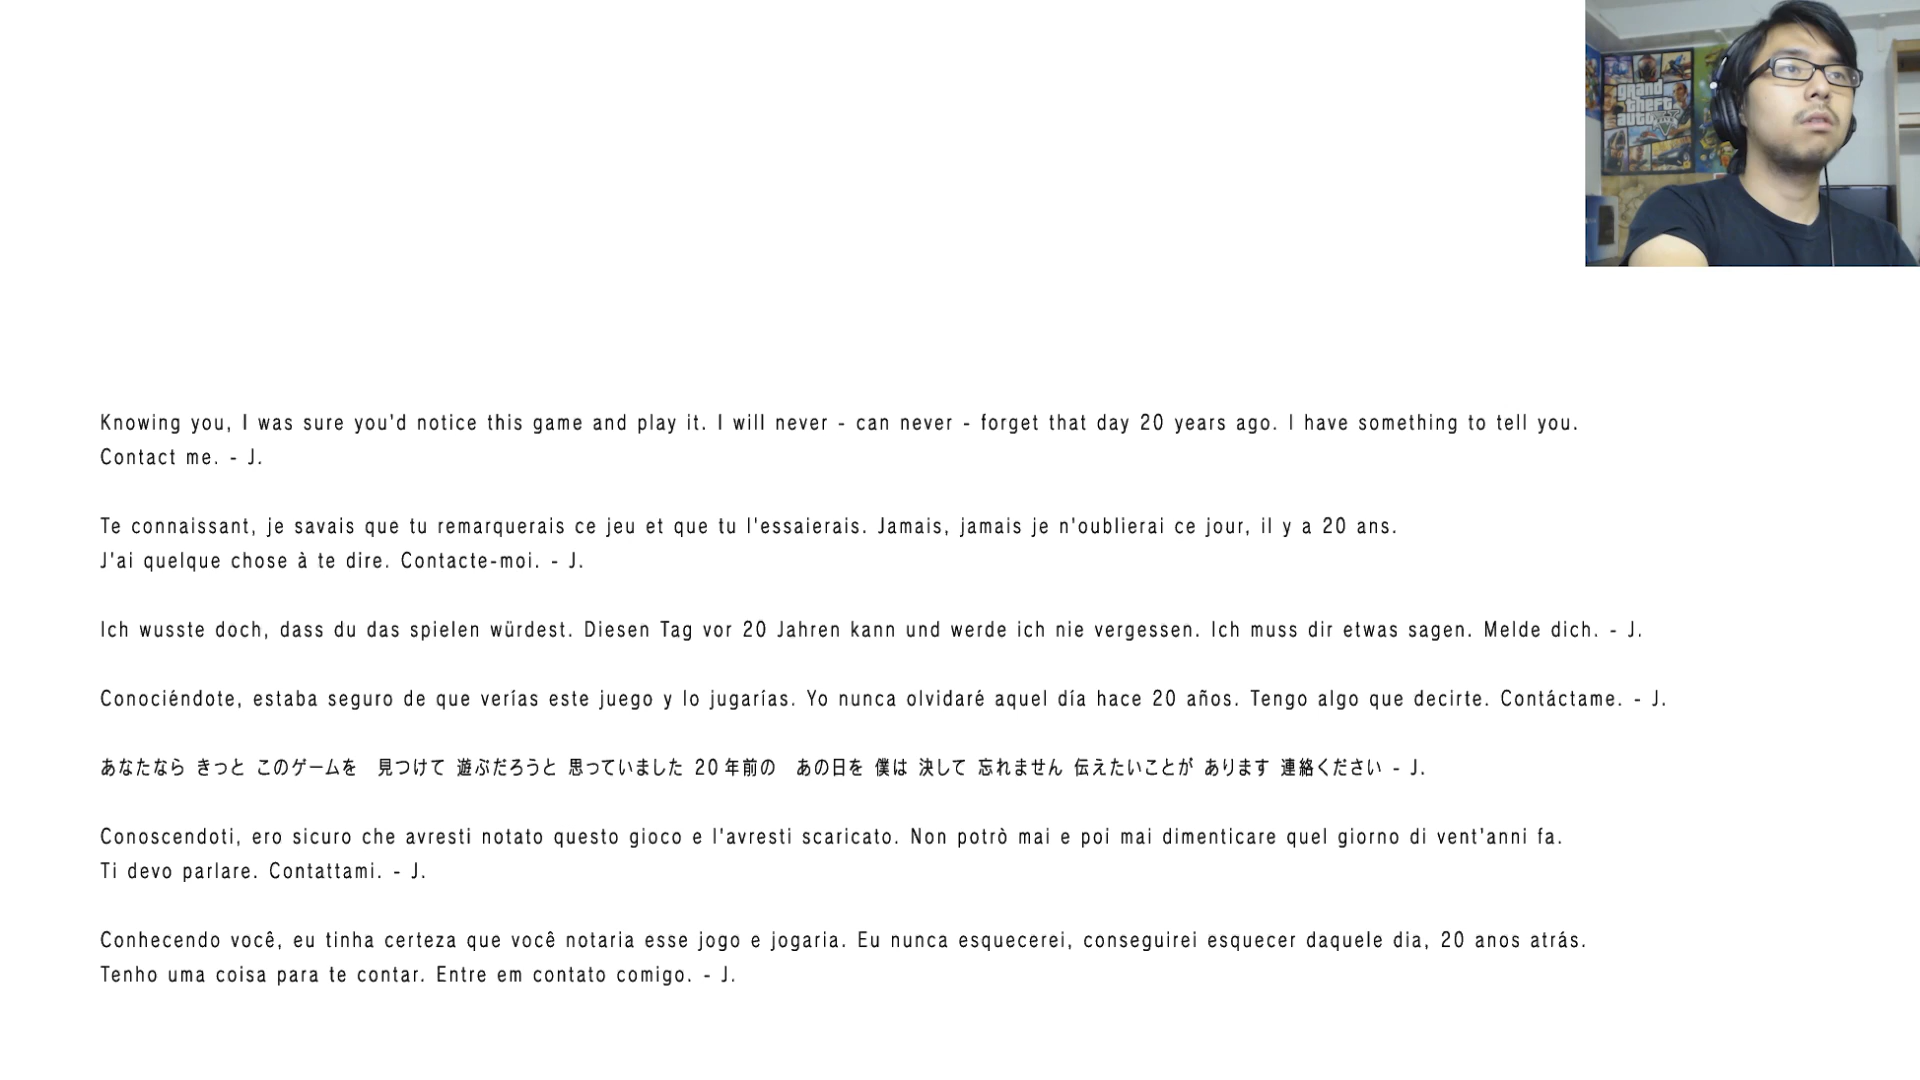 grand
theft
auto
V
Knowing you, I was sure you'd notice this game and play it. I will never - can never - forget that day 20 years ago. I have something to tell you.
Contact me. - J.
Te connaissant, je savais que tu remarquerais ce jeu et que tu l'essaierais. Jamais, jamais je n'oublierai ce jour, il y a 20 ans.
J'ai quelque chose à te dire. Contacte-moi. - J.
Ich wusste doch, dass du das spielen würdest. Diesen Tag vor 20 Jahren kann und werde ich nie vergessen. Ich muss dir etwas sagen. Melde dich. - J.
Conociéndote, estaba seguro de que verías este juego y lo jugarías. Yo nunca olvidaré aquel día hace 20 años. Tengo algo que decirte. Contáctame. - J.
あなたなら きっと このゲームを　見つけて 遊ぶだろうと 思っていました 20年前の　あの日を 僕は 決して 忘れません 伝えたいことが あります 連絡ください - J.
Conoscendoti, ero sicuro che avresti notato questo gioco e l'avresti scaricato. Non potrò mai e poi mai dimenticare quel giorno di vent'anni fa.
Ti devo parlare. Contattami. - J.
Conhecendo você, eu tinha certeza que você notaria esse jogo e jogaria. Eu nunca esquecerei, conseguirei esquecer daquele dia, 20 anos atrás.
Tenho uma coisa para te contar. Entre em contato comigo. - J.